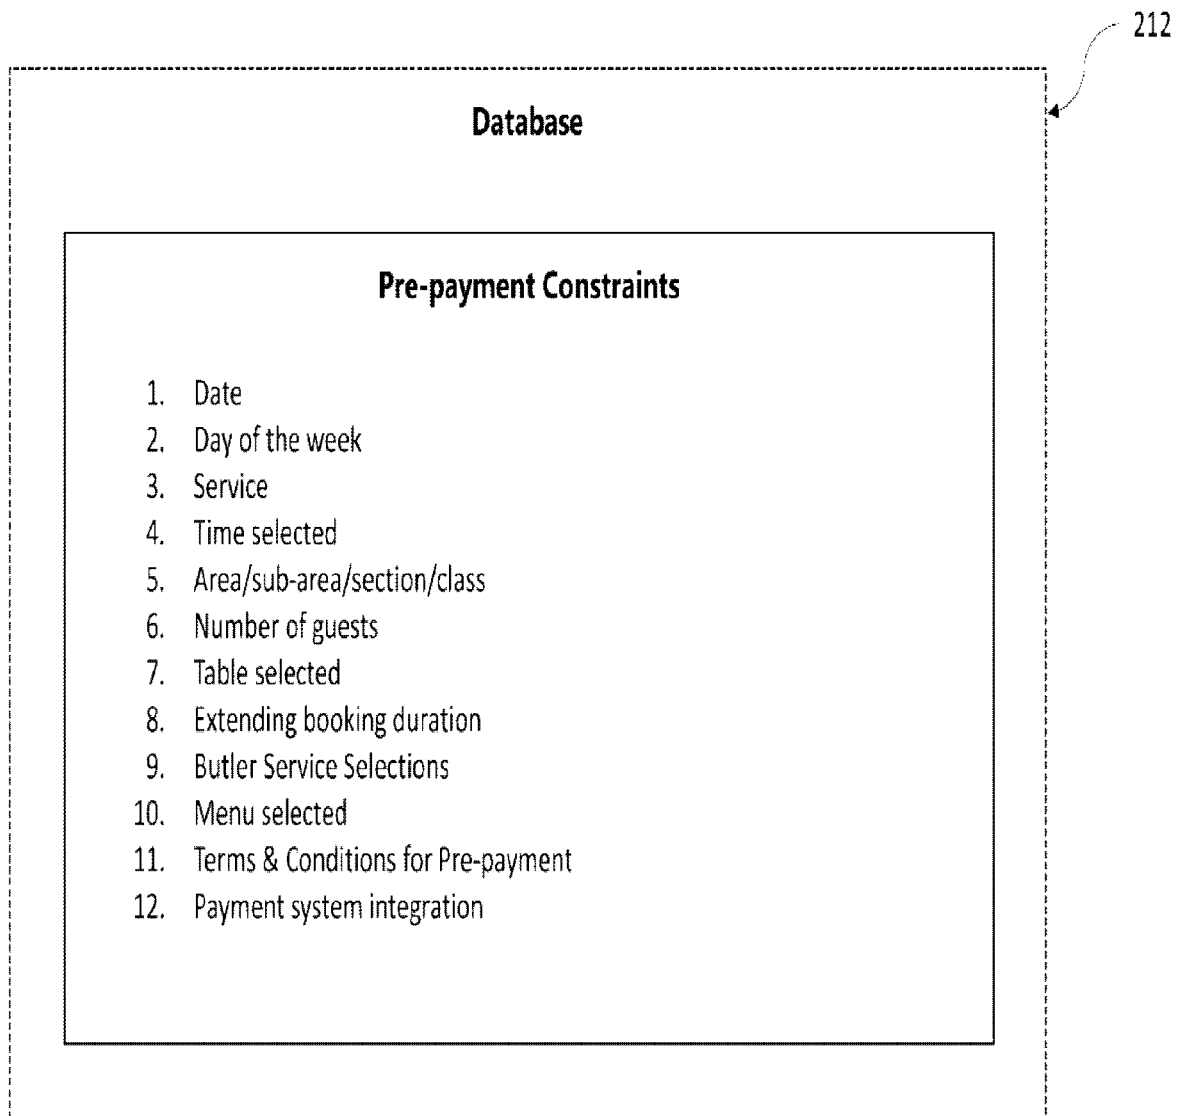 212
Database
Pre-payment Constraints
1. Date
2. Day of the week
3. Service
4. Time selected
5. Area/sub-area/section/class
6. Number of guests
7. Table selected
8. Extending booking duration
9. Butler Service Selections
10. Menu selected
11. Terms & Conditions for Pre-payment
12. Payment system integration